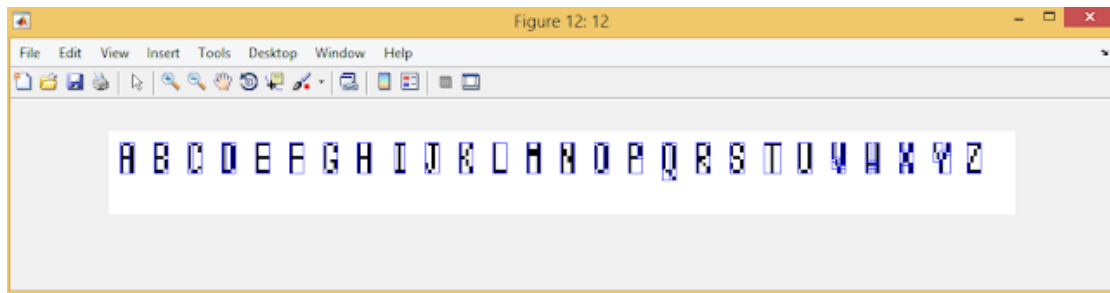 Figure 12: 12
File Edit View Insert Tools Desktop Window Help
A B C D E F G H I J K L M N O P Q R S T U V W X Y Z